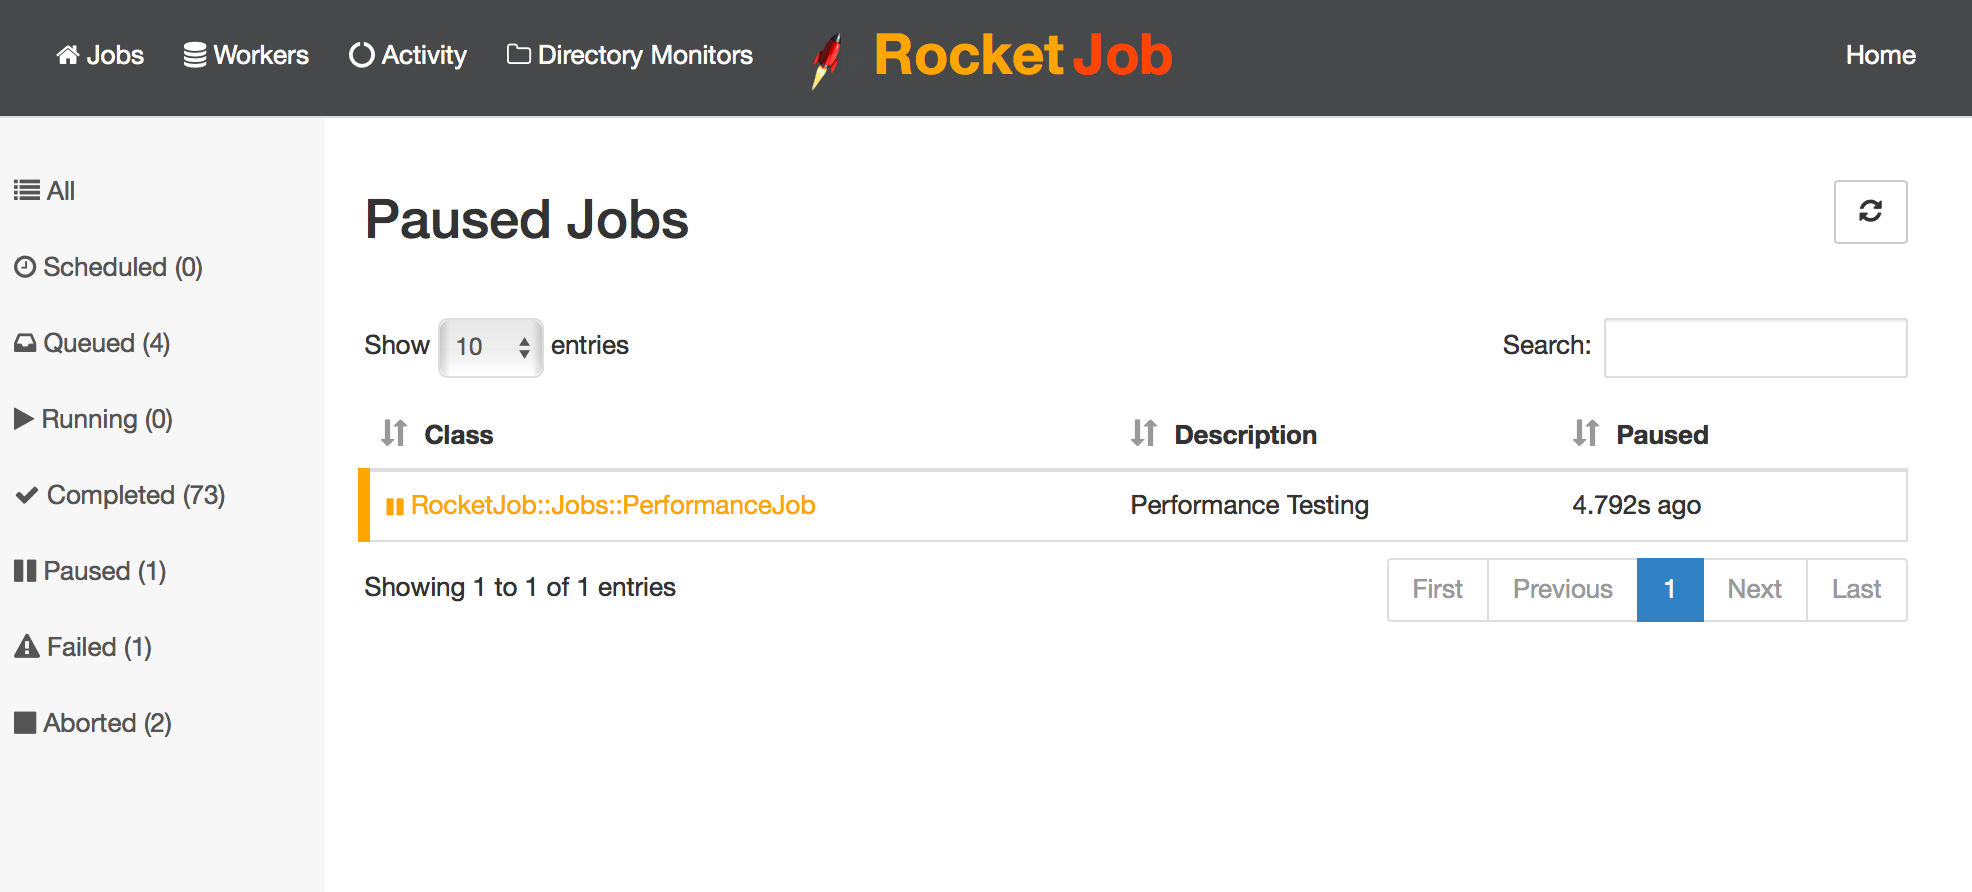 Jobs Workers Activity Directory Monitors Rocket Job Home
All
Scheduled (0)
Queued (4)
Running (0)
Completed (73)
Paused (1)
Failed (1)
Aborted (2)
Paused Jobs
Show 10 entries Search:
Class Description Paused
RocketJob::Jobs::PerformanceJob Performance Testing 4.792s ago
Showing 1 to 1 of 1 entries First Previous 1 Next Last